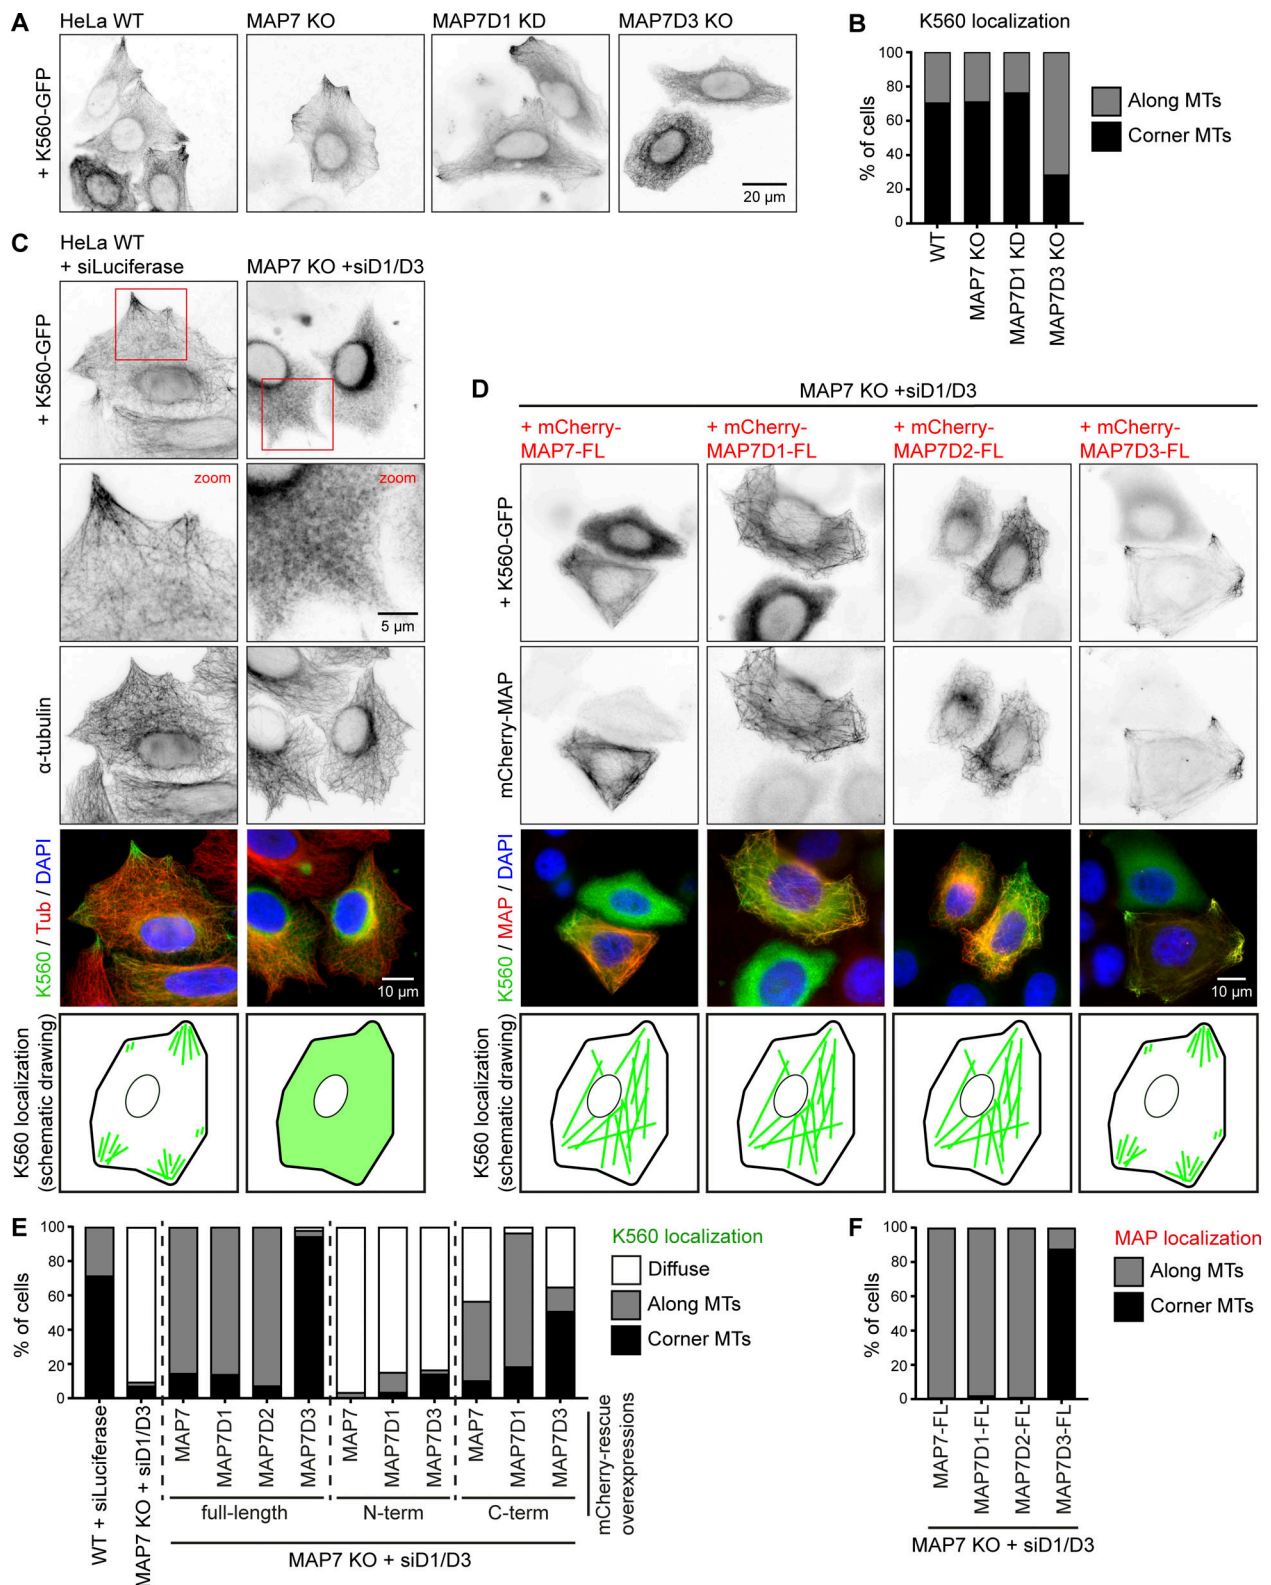 A
HeLa WT
MAP7 KO
MAP7D1 KD
MAP7D3 KO
+ K560-GFP
20 µm
B
K560 localization
% of cells
100
80
60
40
20
0
WT
MAP7 KO
MAP7D1 KD
MAP7D3 KO
Along MTs
Corner MTs
C
HeLa WT
+ siLuciferase
MAP7 KO +siD1/D3
+ K560-GFP
zoom
zoom
5 µm
α-tubulin
K560 / Tub / DAPI
10 µm
K560 localization
(schematic drawing)
D
MAP7 KO +siD1/D3
+ mCherry-
MAP7-FL
+ mCherry-
MAP7D1-FL
+ mCherry-
MAP7D2-FL
+ mCherry-
MAP7D3-FL
+ K560-GFP
mCherry-MAP
K560 / MAP / DAPI
10 µm
K560 localization
(schematic drawing)
E
% of cells
100
80
60
40
20
0
WT + siLuciferase
MAP7 KO + siD1/D3
MAP7
MAP7D1
MAP7D2
MAP7D3
MAP7
MAP7D1
MAP7D3
MAP7
MAP7D1
MAP7D3
full-length
N-term
C-term
MAP7 KO + siD1/D3
mCherry-rescue
overexpressions
K560 localization
Diffuse
Along MTs
Corner MTs
F
% of cells
100
80
60
40
20
0
MAP7-FL
MAP7D1-FL
MAP7D2-FL
MAP7D3-FL
MAP7 KO + siD1/D3
MAP localization
Along MTs
Corner MTs